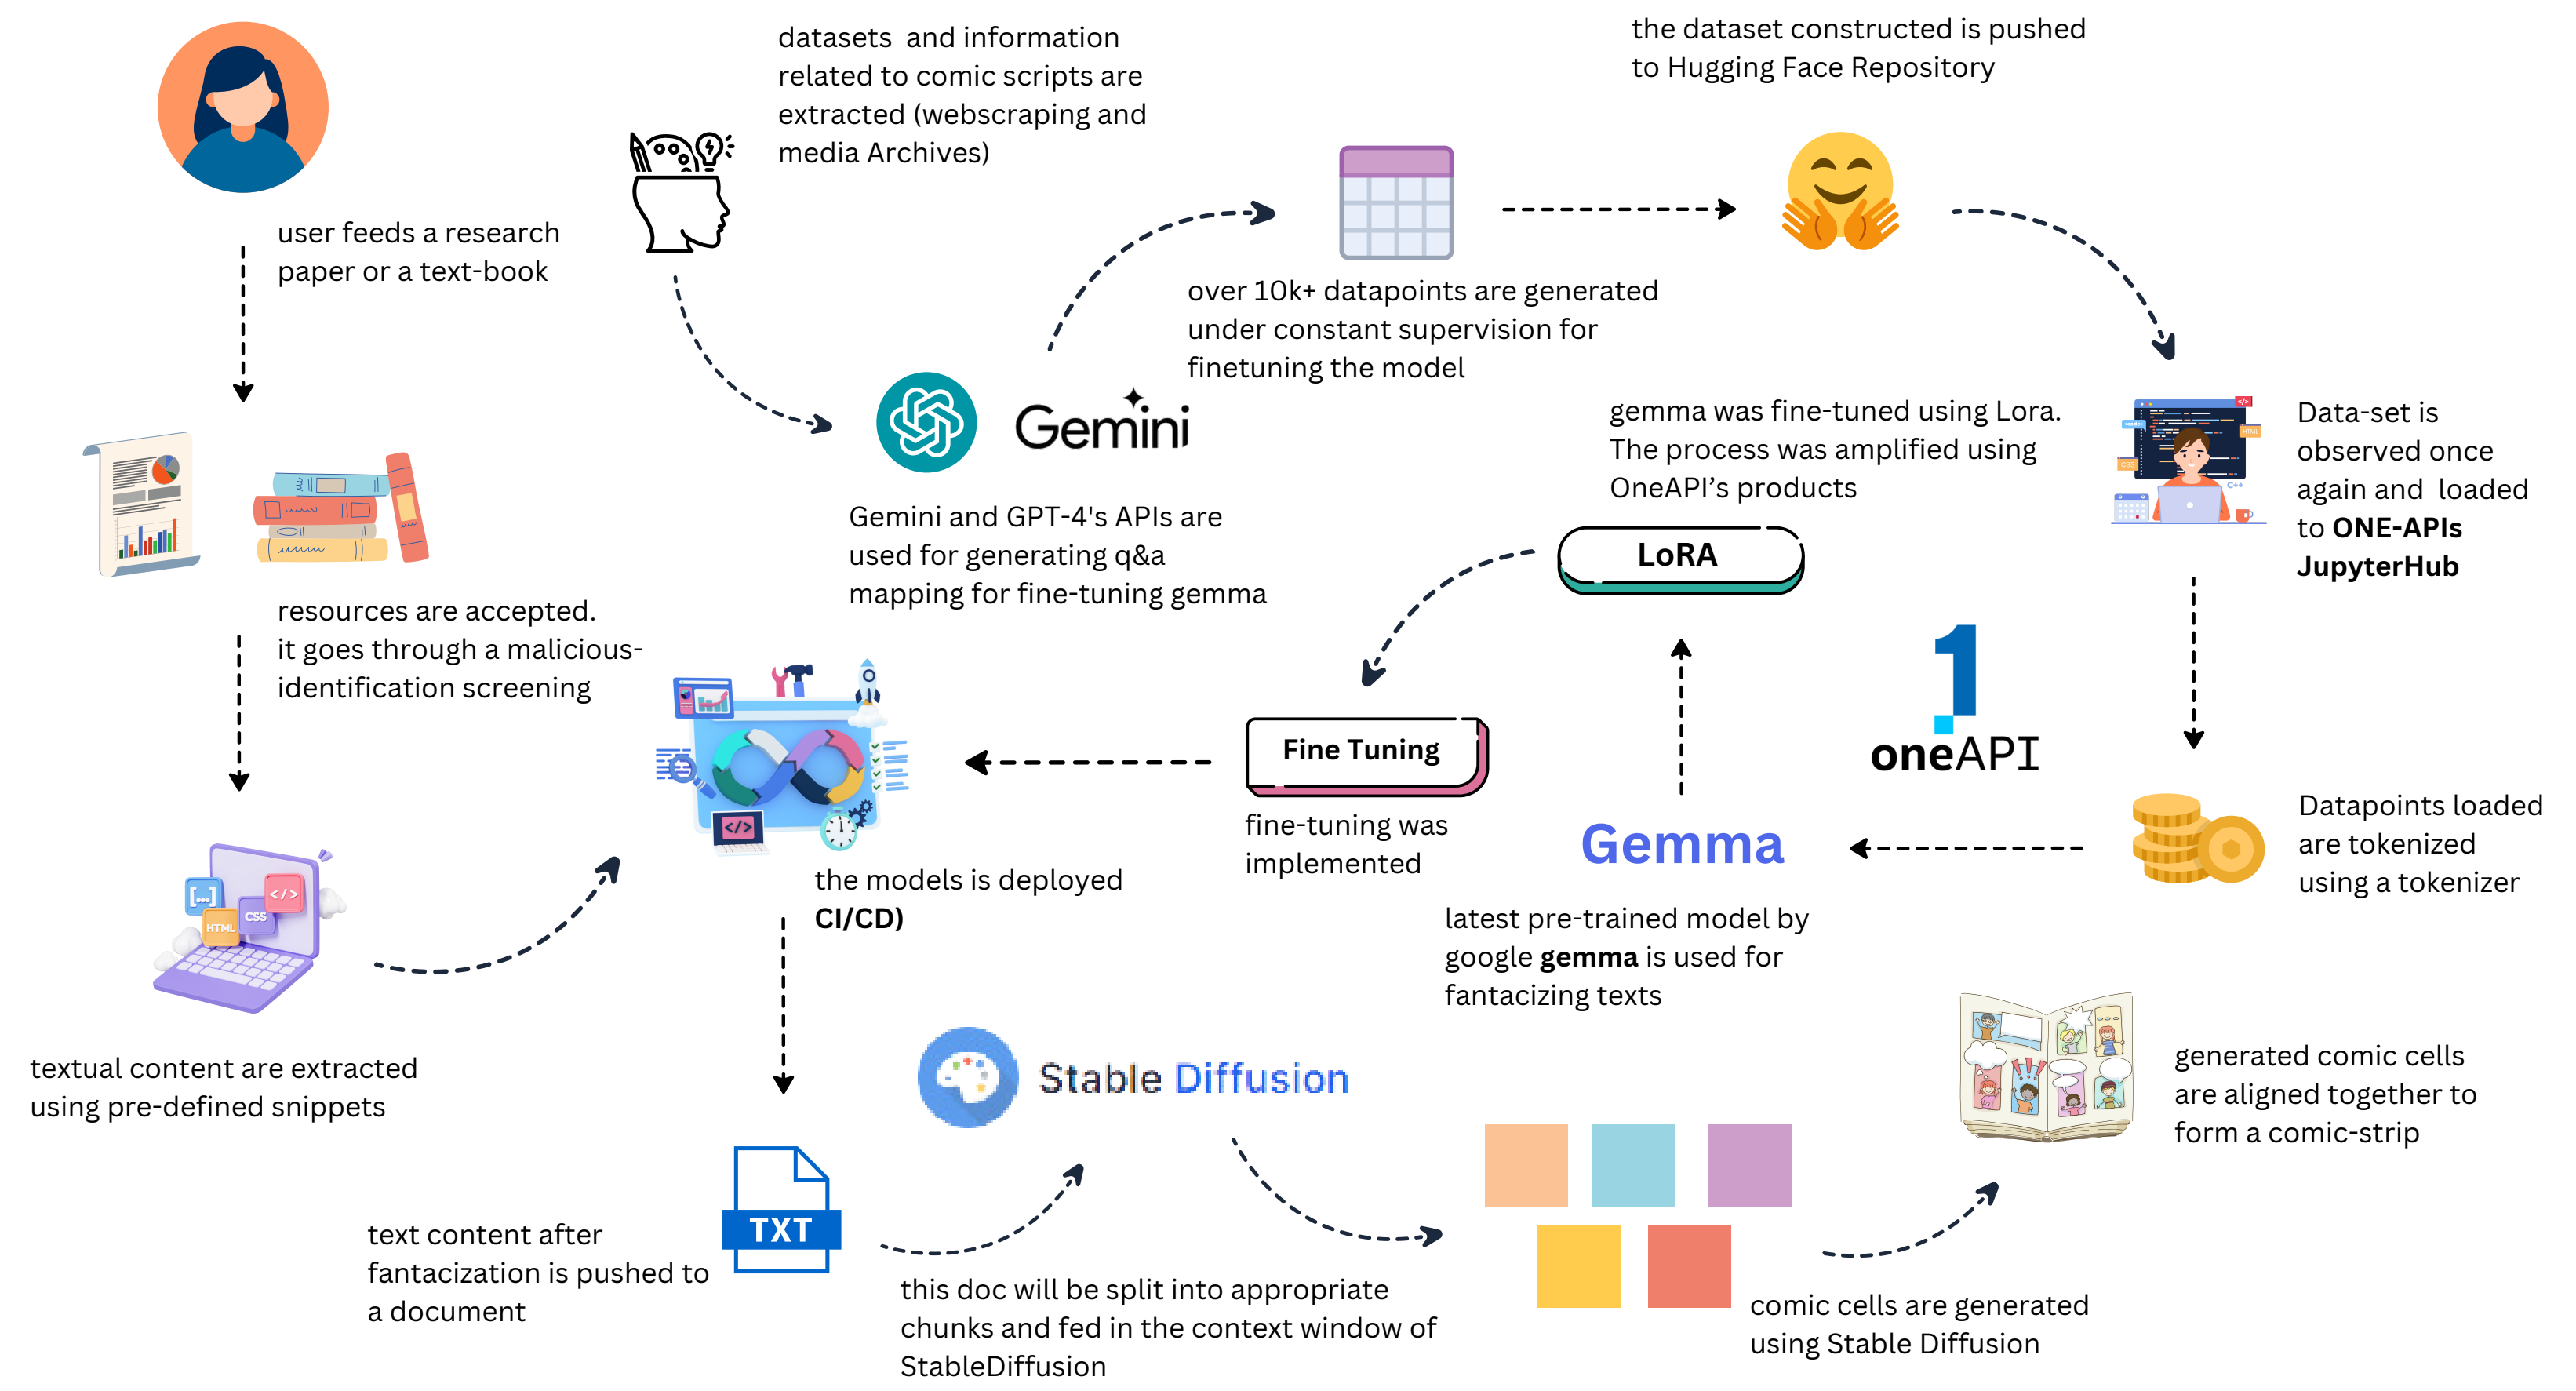 user feeds a research
paper or a text-book
resources are accepted.
it goes through a malicious-
identification screening
textual content are extracted
using pre-defined snippets
[...]
</>
CSS
HTML
datasets  and information
related to comic scripts are
extracted (webscraping and
media Archives)
Gemini
Gemini and GPT-4's APIs are
used for generating q&a
mapping for fine-tuning gemma
over 10k+ datapoints are generated
under constant supervision for
finetuning the model
the dataset constructed is pushed
to Hugging Face Repository
</>
HTML
CSS
C++
Data-set is
observed once
again and  loaded
to ONE-APIs
JupyterHub
Datapoints loaded
are tokenized
using a tokenizer
oneAPI
Gemma
latest pre-trained model by
google gemma is used for
fantacizing texts
gemma was fine-tuned using Lora.
The process was amplified using
OneAPI’s products
LoRA
Fine Tuning
fine-tuning was
implemented
</>
the models is deployed
CI/CD)
TXT
text content after
fantacization is pushed to
a document
Stable Diffusion
this doc will be split into appropriate
chunks and fed in the context window of
StableDiffusion
comic cells are generated
using Stable Diffusion
generated comic cells
are aligned together to
form a comic-strip